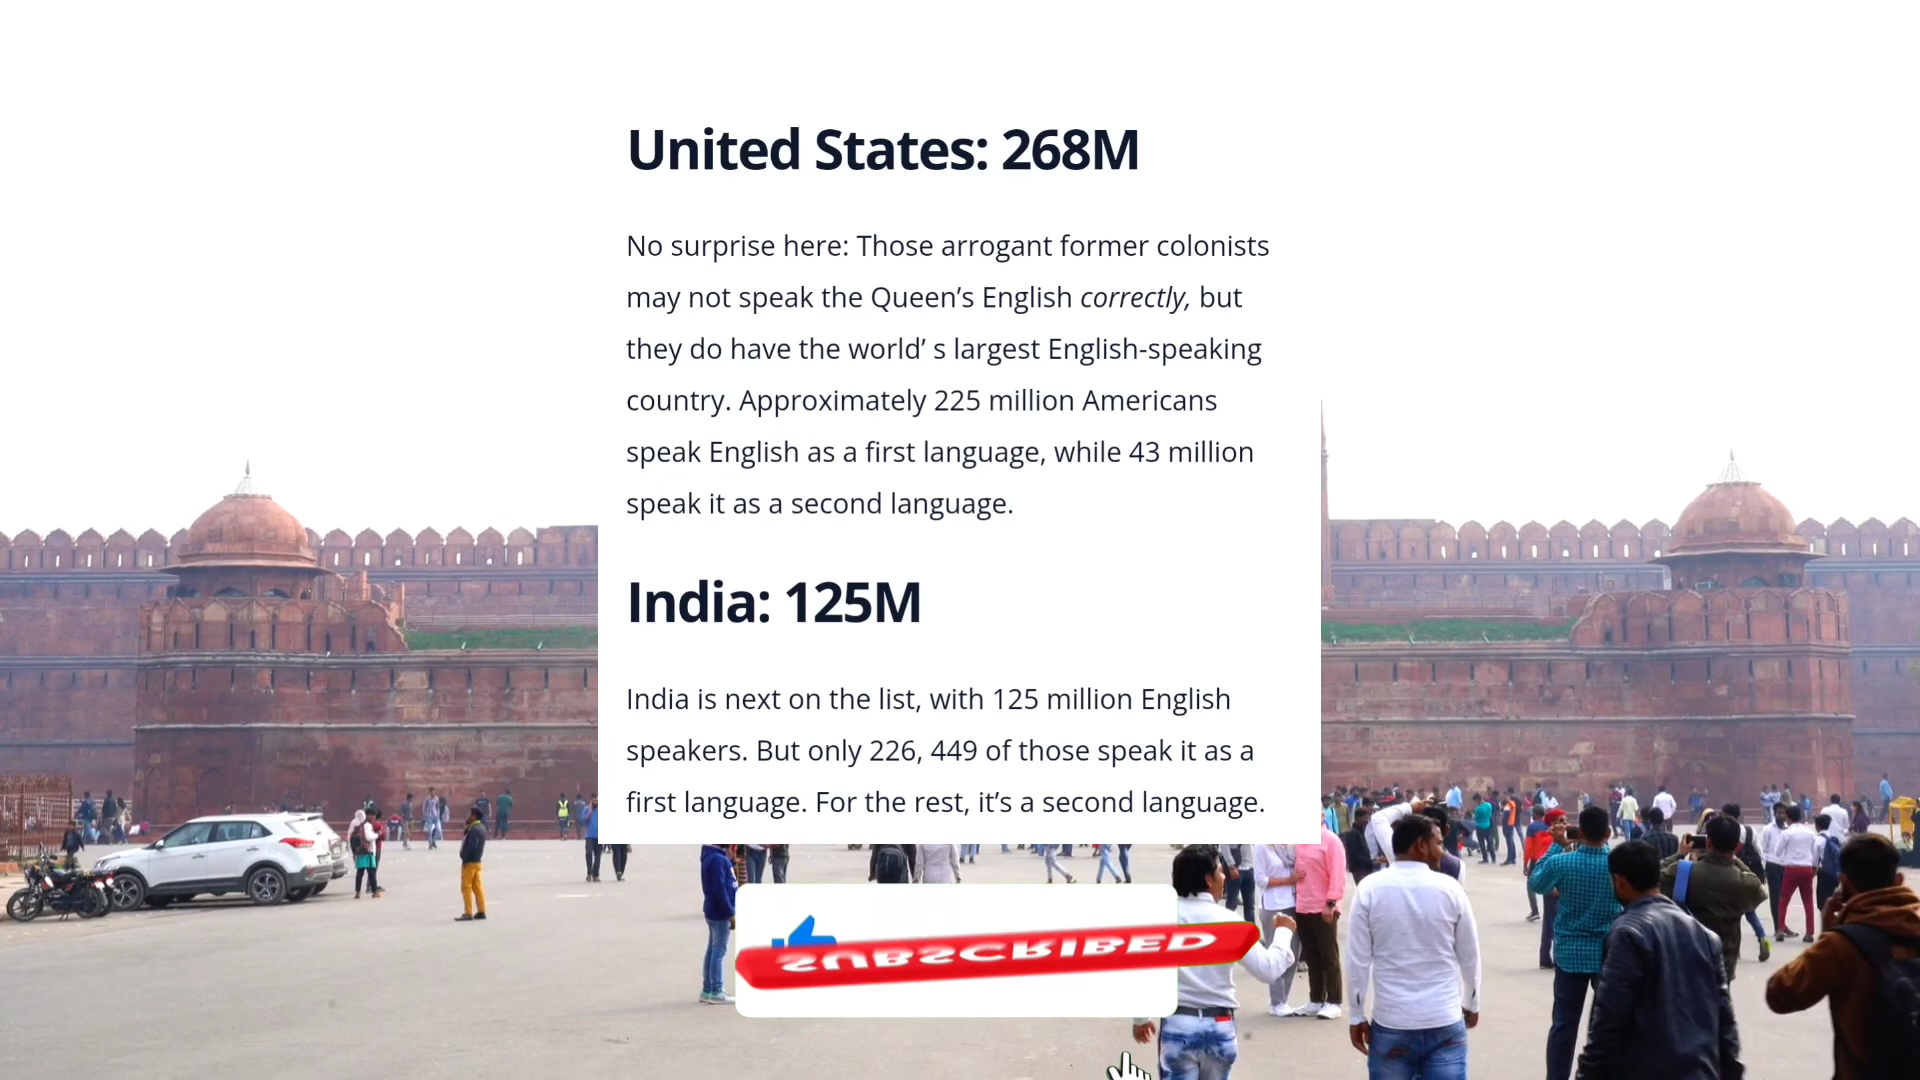 United States: 268M
No surprise here: Those arrogant former colonists
may not speak the Queen’s English correctly, but
they do have the world’ s largest English-speaking
country. Approximately 225 million Americans
speak English as a first language, while 43 million
speak it as a second language.
India: 125M
India is next on the list, with 125 million English
speakers. But only 226, 449 of those speak it as a
first language. For the rest, it’s a second language.
SUBSCRIBED